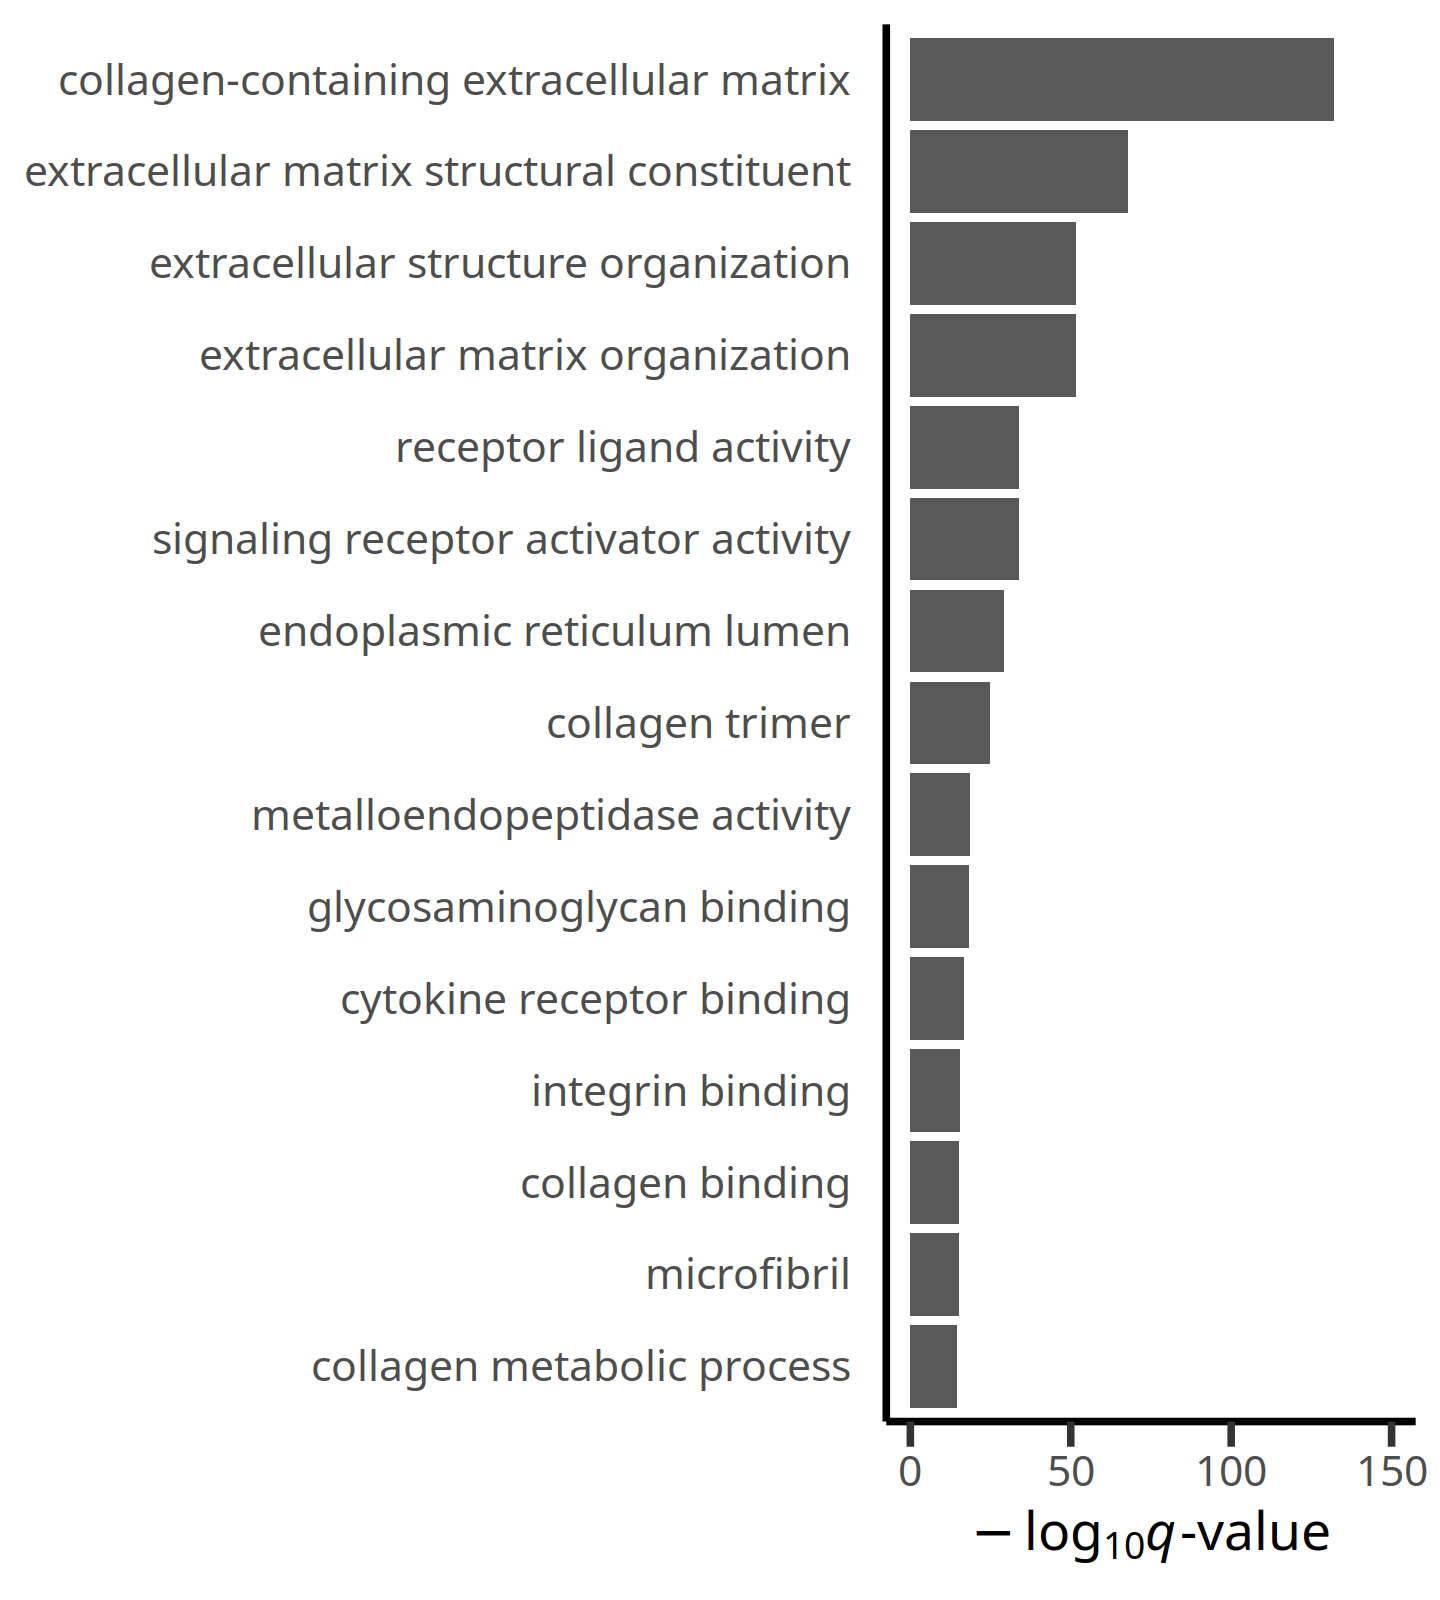 collagen-containing extracellular matrix
extracellular matrix structural constituent
extracellular structure organization
extracellular matrix organization
receptor ligand activity
signaling receptor activator activity
endoplasmic reticulum lumen
collagen trimer
metalloendopeptidase activity
glycosaminoglycan binding
cytokine receptor binding
integrin binding
collagen binding
microfibril
collagen metabolic process
0 50 100 150
− log₁₀q-value